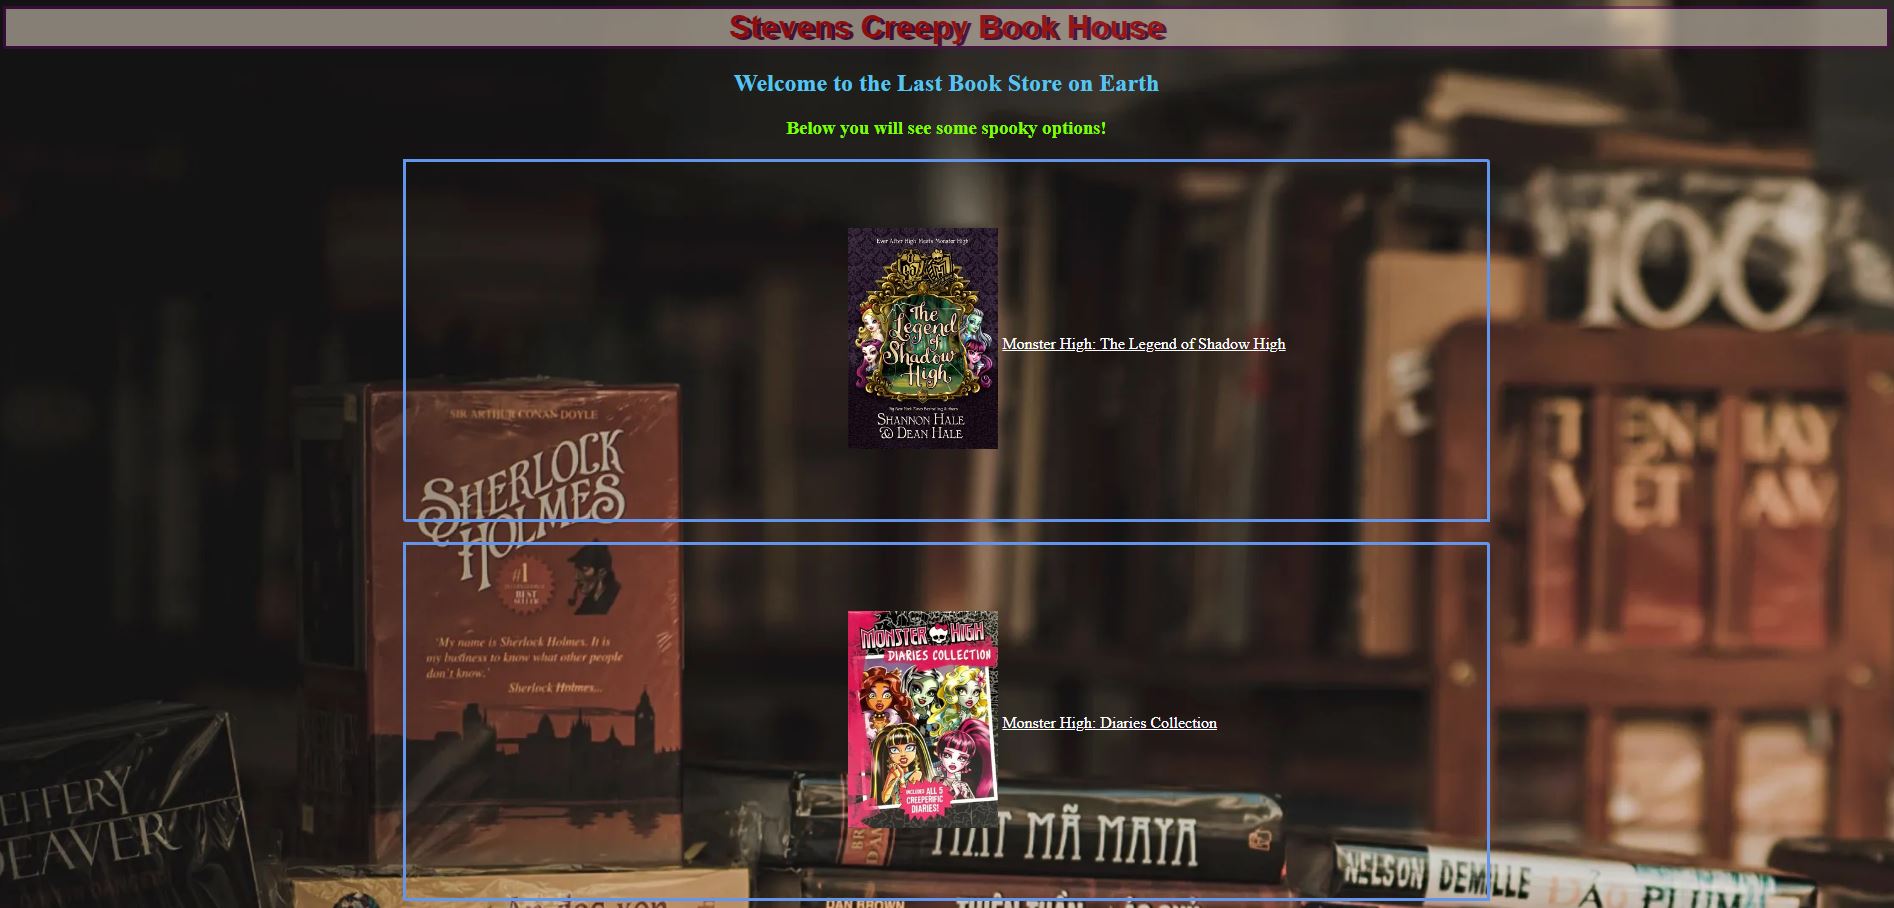 Stevens Creepy Book House
Welcome to the Last Book Store on Earth
Below you will see some spooky options!
Ever After High Meets Monster High
The
Legend
of
Shadow
High
SHANNON HALE
& DEAN HALE
Monster High: The Legend of Shadow High
100
SIR ARTHUR CONAN DOYLE
SHERLOCK
HOLMES
#1
BEST
SELLER
'My name is Sherlock Holmes. It is
my business to know what other people
don't know.'
Sherlock Holmes...
MONSTER HIGH
DIARIES COLLECTION
INCLUDES ALL 5
CREEPERIFIC
DIARIES!
Monster High: Diaries Collection
MẬT MÃ MAYA
EFFERY
DEAVER
NELSON DEMILLE
PLUM
DAN BROWN